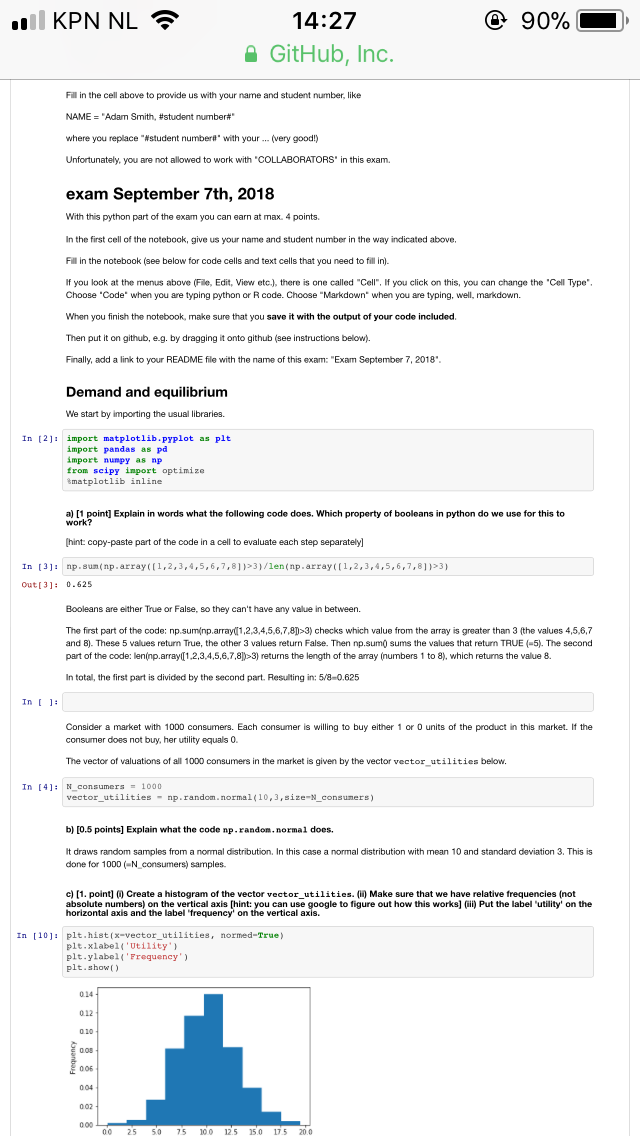 KPN NL 14:27 90%
GitHub, Inc.
Fill in the cell above to provide us with your name and student number, like
NAME = "Adam Smith, #student number#"
where you replace "#student number#" with your ... (very good!)
Unfortunately, you are not allowed to work with "COLLABORATORS" in this exam.
exam September 7th, 2018
With this python part of the exam you can earn at max. 4 points.
In the first cell of the notebook, give us your name and student number in the way indicated above.
Fill in the notebook (see below for code cells and text cells that you need to fill in).
If you look at the menus above (File, Edit, View etc.), there is one called "Cell". If you click on this, you can change the "Cell Type".
Choose "Code" when you are typing python or R code. Choose "Markdown" when you are typing, well, markdown.
When you finish the notebook, make sure that you save it with the output of your code included.
Then put it on github, e.g. by dragging it onto github (see instructions below).
Finally, add a link to your README file with the name of this exam: "Exam September 7, 2018".
Demand and equilibrium
We start by importing the usual libraries.
In [2]: import matplotlib.pyplot as plt
import pandas as pd
import numpy as np
from scipy import optimize
%matplotlib inline
a) [1 point] Explain in words what the following code does. Which property of booleans in python do we use for this to
work?
[hint: copy-paste part of the code in a cell to evaluate each step separately]
In [3]: np.sum(np.array([1,2,3,4,5,6,7,8])>3)/len(np.array([1,2,3,4,5,6,7,8])>3)
Out[3]: 0.625
Booleans are either True or False, so they can't have any value in between.
The first part of the code: np.sum(np.array([1,2,3,4,5,6,7,8])>3) checks which value from the array is greater than 3 (the values 4,5,6,7
and 8). These 5 values return True, the other 3 values return False. Then np.sum() sums the values that return TRUE (=5). The second
part of the code: len(np.array([1,2,3,4,5,6,7,8])>3) returns the length of the array (numbers 1 to 8), which returns the value 8.
In total, the first part is divided by the second part. Resulting in: 5/8=0.625
In [ ]:
Consider a market with 1000 consumers. Each consumer is willing to buy either 1 or 0 units of the product in this market. If the
consumer does not buy, her utility equals 0.
The vector of valuations of all 1000 consumers in the market is given by the vector vector_utilities below.
In [4]: N_consumers = 1000
vector_utilities = np.random.normal(10,3,size=N_consumers)
b) [0.5 points] Explain what the code np.random.normal does.
It draws random samples from a normal distribution. In this case a normal distribution with mean 10 and standard deviation 3. This is
done for 1000 (=N_consumers) samples.
c) [1. point] (i) Create a histogram of the vector vector_utilities. (ii) Make sure that we have relative frequencies (not
absolute numbers) on the vertical axis [hint: you can use google to figure out how this works] (iii) Put the label 'utility' on the
horizontal axis and the label 'frequency' on the vertical axis.
In [10]: plt.hist(x=vector_utilities, normed=True)
plt.xlabel('Utility')
plt.ylabel('Frequency')
plt.show()
0.14
0.12
0.10
0.08
0.06
0.04
0.02
0.00
Frequency
0.0 2.5 5.0 7.5 10.0 12.5 15.0 17.5 20.0